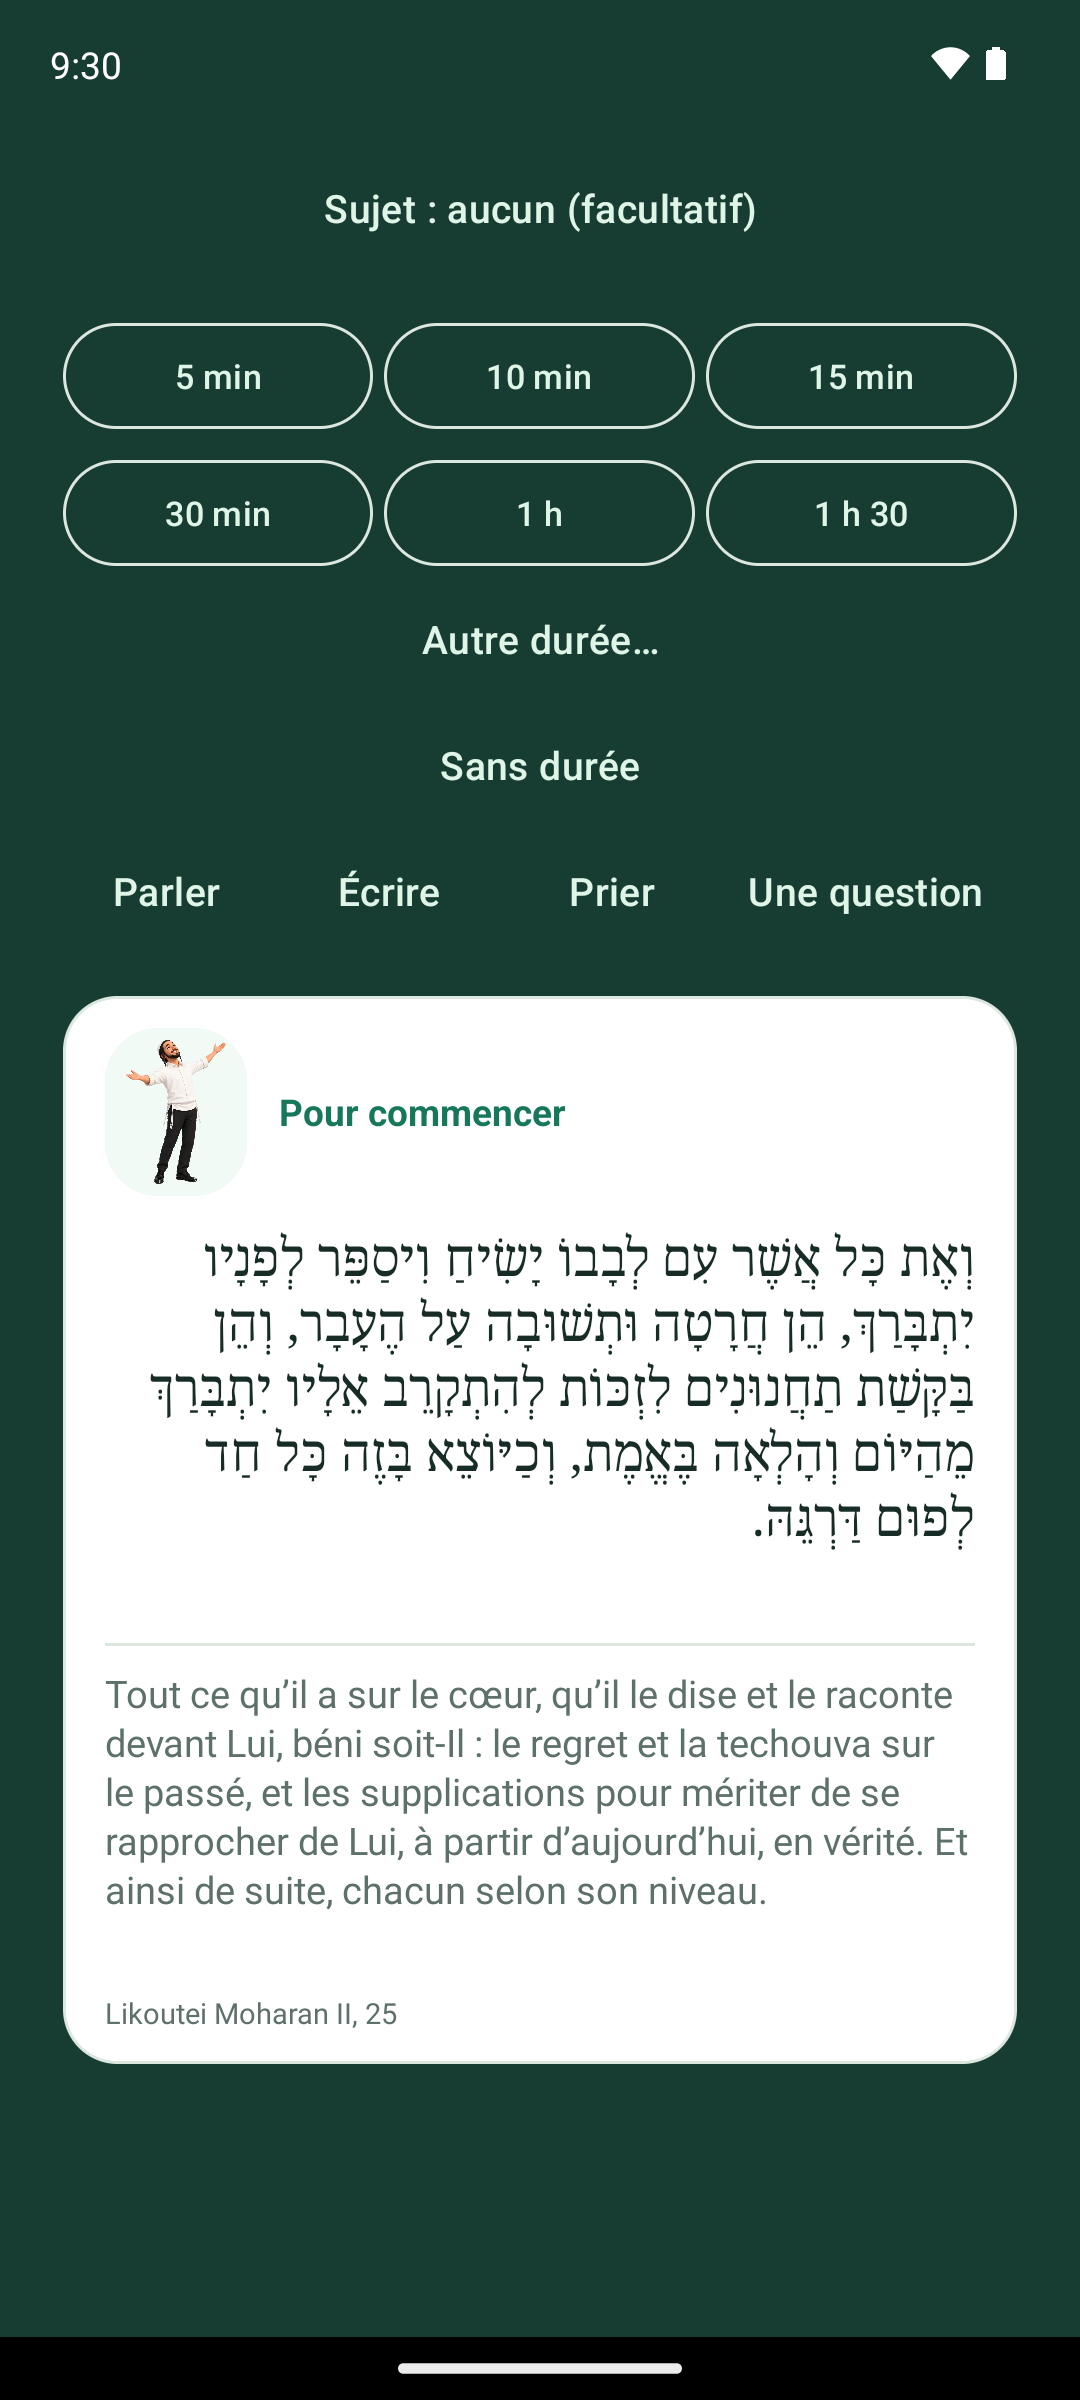 9:30
Sujet : aucun (facultatif)
5 min
10 min
15 min
30 min
1 h
1 h 30
Autre durée…
Sans durée
Parler
Écrire
Prier
Une question
Pour commencer
וְאֶת כָּל אֲשֶׁר עִם לְבָבוֹ יָשִׂיחַ וִיסַפֵּר לְפָנָיו
יִתְבָּרַךְ, הֵן חֲרָטָה וּתְשׁוּבָה עַל הֶעָבָר, וְהֵן
בַּקָּשַׁת תַּחֲנוּנִים לִזְכּוֹת לְהִתְקָרֵב אֵלָיו יִתְבָּרַךְ
מֵהַיּוֹם וְהָלְאָה בֶּאֱמֶת, וְכַיּוֹצֵא בָּזֶה כָּל חַד
לְפוּם דַּרְגֵּהּ.
Tout ce qu’il a sur le cœur, qu’il le dise et le raconte
devant Lui, béni soit-Il : le regret et la techouva sur
le passé, et les supplications pour mériter de se
rapprocher de Lui, à partir d’aujourd’hui, en vérité. Et
ainsi de suite, chacun selon son niveau.
Likoutei Moharan II, 25